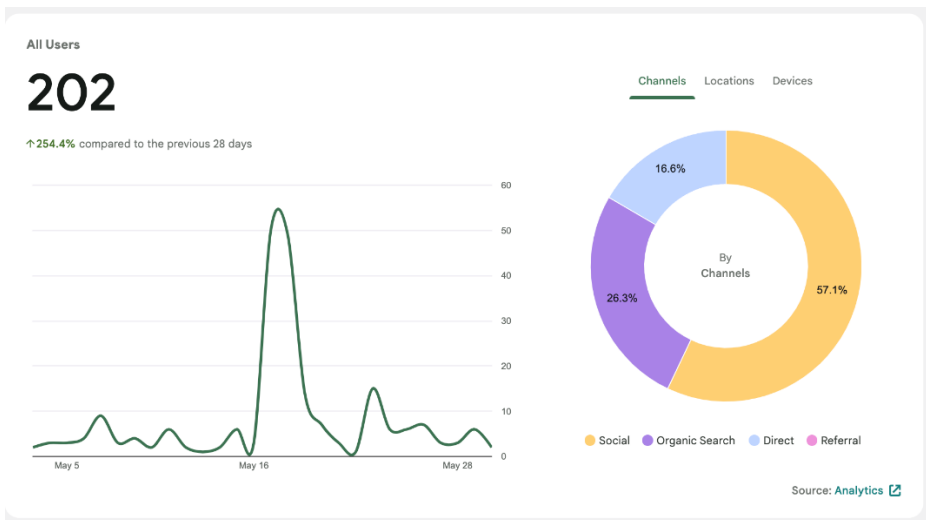 All Users
202
↑254.4% compared to the previous 28 days
60
50
40
30
20
10
0
May 5 May 16 May 28
Channels Locations Devices
16.6%
26.3%
57.1%
By
Channels
Social Organic Search Direct Referral
Source: Analytics